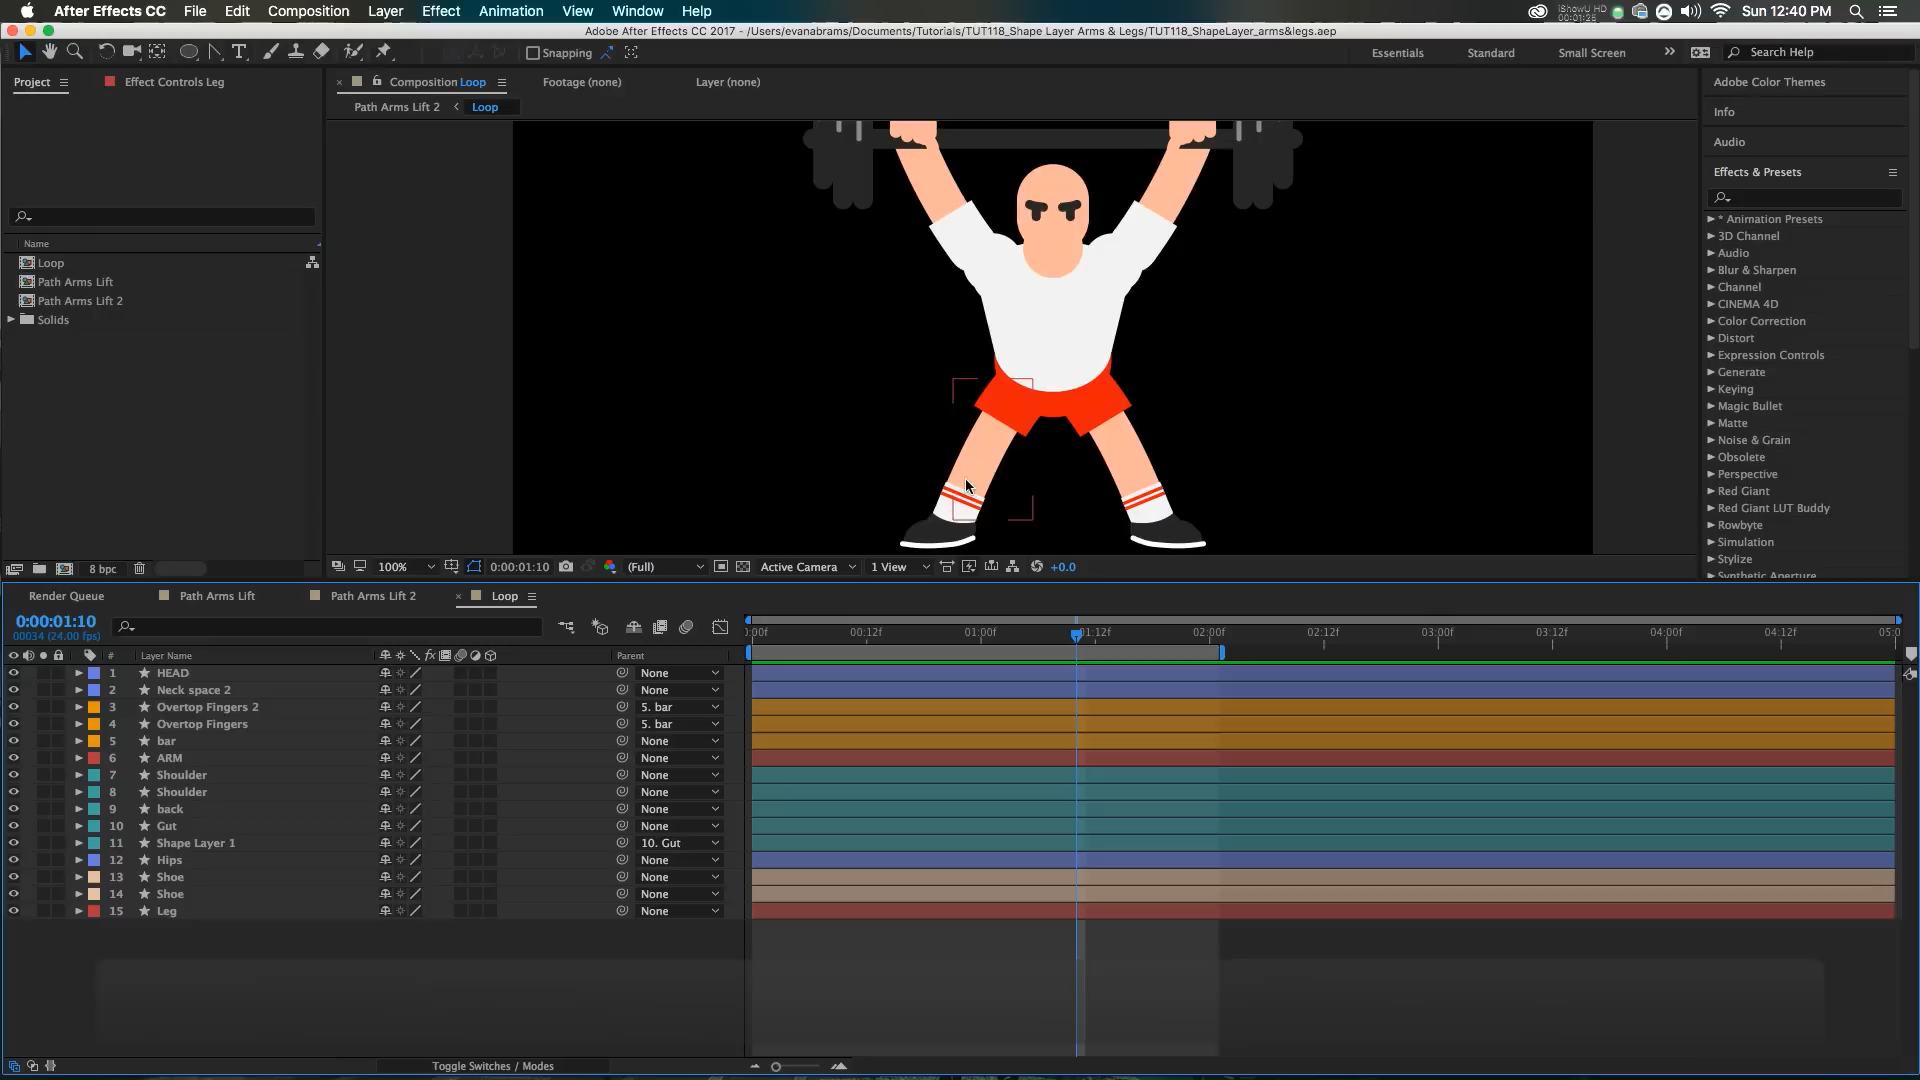 After Effects CC File Edit Composition Layer Effect Animation View Window Help iShowU HD 00:01:25 Sun 12:40 PM
Adobe After Effects CC 2017 - /Users/evanabrams/Documents/Tutorials/TUT118_Shape Layer Arms & Legs/TUT118_ShapeLayer_arms&legs.aep
Snapping Essentials Standard Small Screen Search Help
Project Effect Controls Leg Composition Loop Footage (none) Layer (none) Adobe Color Themes
Path Arms Lift 2 Loop
Info
Audio
Effects & Presets
* Animation Presets
3D Channel
Audio
Blur & Sharpen
Channel
CINEMA 4D
Color Correction
Distort
Expression Controls
Generate
Keying
Magic Bullet
Matte
Noise & Grain
Obsolete
Perspective
Red Giant
Red Giant LUT Buddy
Rowbyte
Simulation
Stylize
Synthetic Aperture
Name
Loop
Path Arms Lift
Path Arms Lift 2
Solids
8 bpc
100% 0:00:01:10 (Full) Active Camera 1 View +0.0
Render Queue Path Arms Lift Path Arms Lift 2 Loop
0:00:01:10
00034 (24.00 fps)
:00f 00:12f 01:00f 01:12f 02:00f 02:12f 03:00f 03:12f 04:00f 04:12f 05:0
# Layer Name fx Parent
1 HEAD None
2 Neck space 2 None
3 Overtop Fingers 2 5. bar
4 Overtop Fingers 5. bar
5 bar None
6 ARM None
7 Shoulder None
8 Shoulder None
9 back None
10 Gut None
11 Shape Layer 1 10. Gut
12 Hips None
13 Shoe None
14 Shoe None
15 Leg None
Toggle Switches / Modes